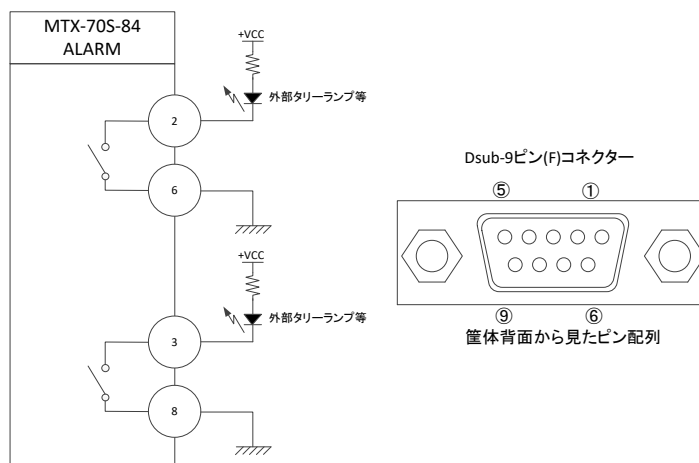 MTX-70S-84
ALARM
+VCC
外部タリーランプ等
2
6
+VCC
外部タリーランプ等
3
8
Dsub-9ピン(F)コネクター
⑤ ①
⑨ ⑥
筐体背面から見たピン配列